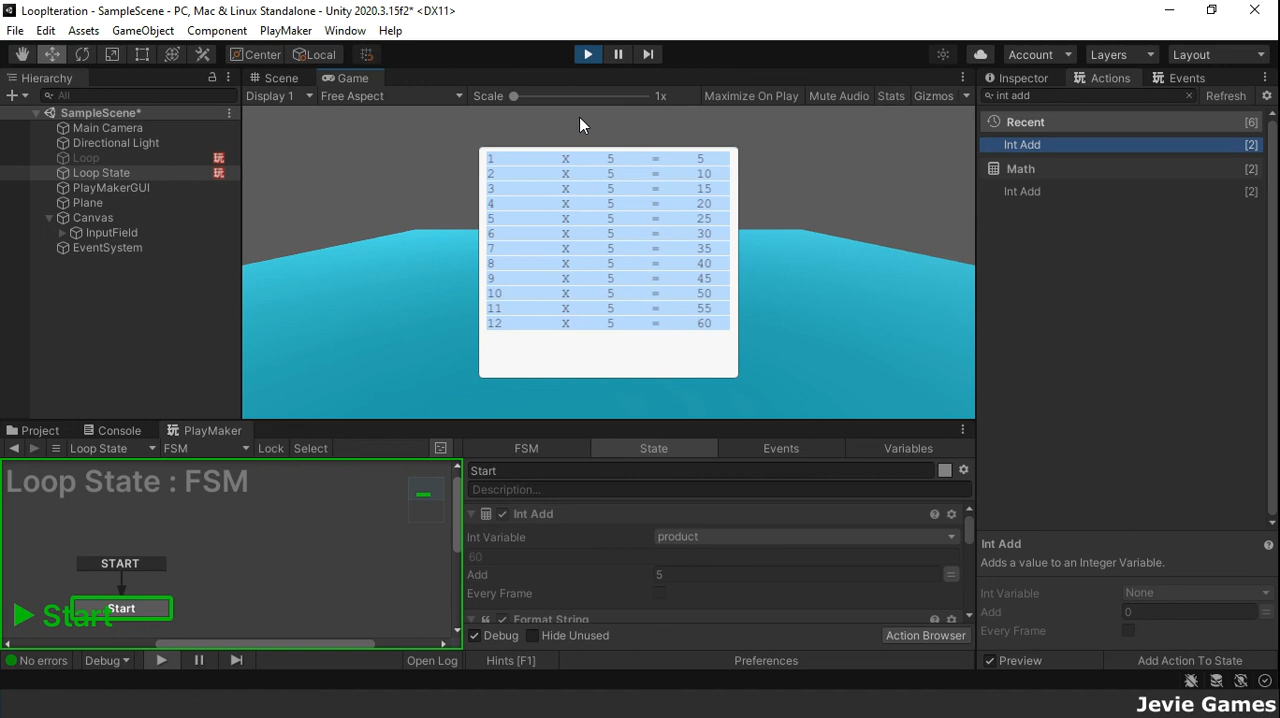 LoopIteration - SampleScene - PC, Mac & Linux Standalone - Unity 2020.3.15f2* <DX11>
File Edit Assets GameObject Component PlayMaker Window Help
Center Local Account Layers Layout
Hierarchy Scene Game Inspector Actions Events
All Display 1 Free Aspect Scale 1x Maximize On Play Mute Audio Stats Gizmos int add Refresh
SampleScene*
Main Camera
Directional Light
Loop
Loop State
PlayMakerGUI
Plane
Canvas
InputField
EventSystem
1 X 5 = 5
2 X 5 = 10
3 X 5 = 15
4 X 5 = 20
5 X 5 = 25
6 X 5 = 30
7 X 5 = 35
8 X 5 = 40
9 X 5 = 45
10 X 5 = 50
11 X 5 = 55
12 X 5 = 60
Recent [6]
Int Add [2]
Math [2]
Int Add [2]
Project Console PlayMaker
Loop State FSM Lock Select FSM State Events Variables
Loop State : FSM
START
Start
Start
Start
Description...
Int Add
Int Variable product
60
Add 5
Every Frame
Format String
Debug Hide Unused Action Browser
Int Add
Adds a value to an Integer Variable.
Int Variable None
Add 0
Every Frame
No errors Debug Open Log Hints [F1] Preferences Preview Add Action To State
Jevie Games